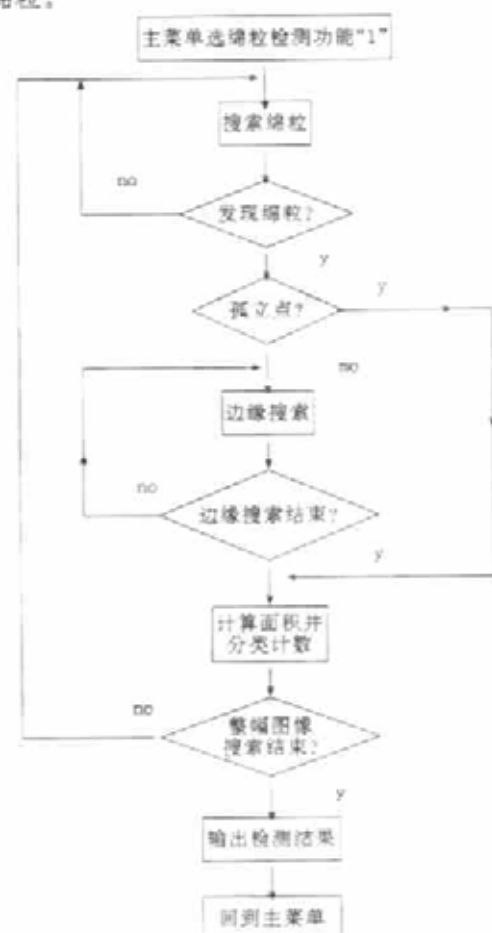 主菜单选绵粒检测功能“1”
搜索绵粒
no
发现绵粒?
y
孤立点?
y
no
边缘搜索
no
边缘搜索结束?
y
计算面积并
分类计数
no
整幅图像
搜索结束?
y
输出检测结果
回到主菜单